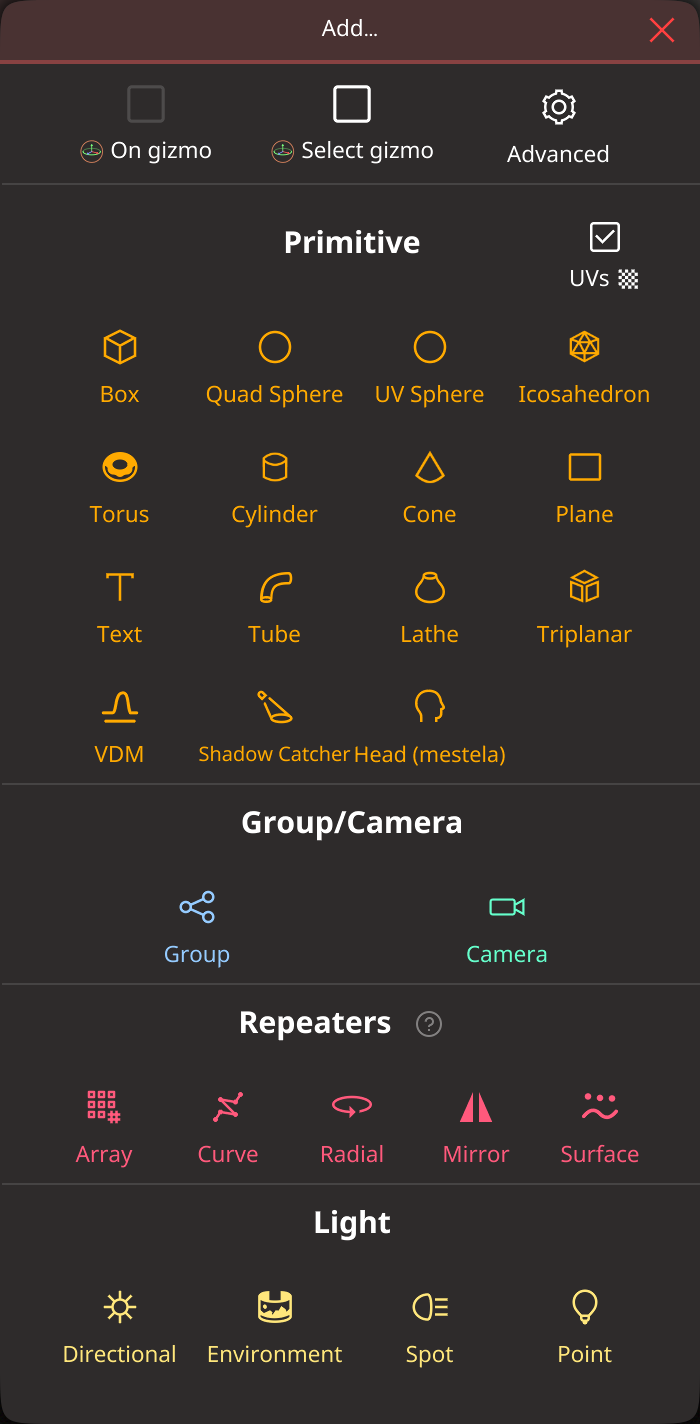 Add...
On gizmo Select gizmo Advanced
Primitive
UVs
Box Quad Sphere UV Sphere Icosahedron
Torus Cylinder Cone Plane
Text Tube Lathe Triplanar
VDM Shadow Catcher Head (mestela)
Group/Camera
Group Camera
Repeaters ?
Array Curve Radial Mirror Surface
Light
Directional Environment Spot Point